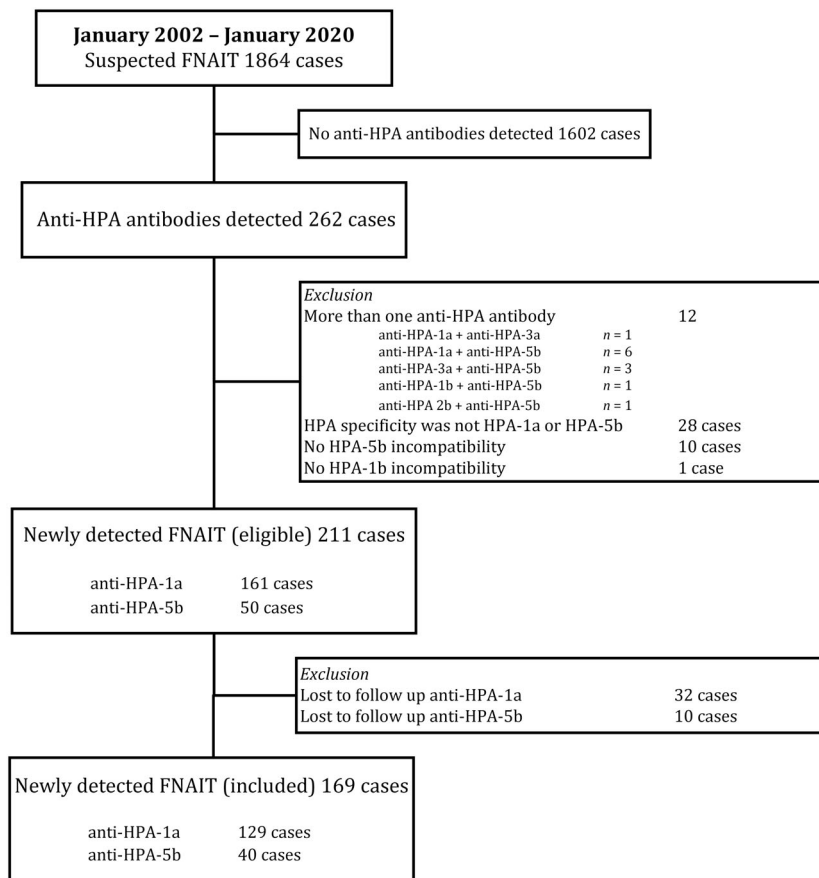 January 2002 – January 2020
Suspected FNAIT 1864 cases
No anti-HPA antibodies detected 1602 cases
Anti-HPA antibodies detected 262 cases
Exclusion
More than one anti-HPA antibody 12
anti-HPA-1a + anti-HPA-3a n = 1
anti-HPA-1a + anti-HPA-5b n = 6
anti-HPA-3a + anti-HPA-5b n = 3
anti-HPA-1b + anti-HPA-5b n = 1
anti-HPA 2b + anti-HPA-5b n = 1
HPA specificity was not HPA-1a or HPA-5b 28 cases
No HPA-5b incompatibility 10 cases
No HPA-1b incompatibility 1 case
Newly detected FNAIT (eligible) 211 cases
anti-HPA-1a 161 cases
anti-HPA-5b 50 cases
Exclusion
Lost to follow up anti-HPA-1a 32 cases
Lost to follow up anti-HPA-5b 10 cases
Newly detected FNAIT (included) 169 cases
anti-HPA-1a 129 cases
anti-HPA-5b 40 cases